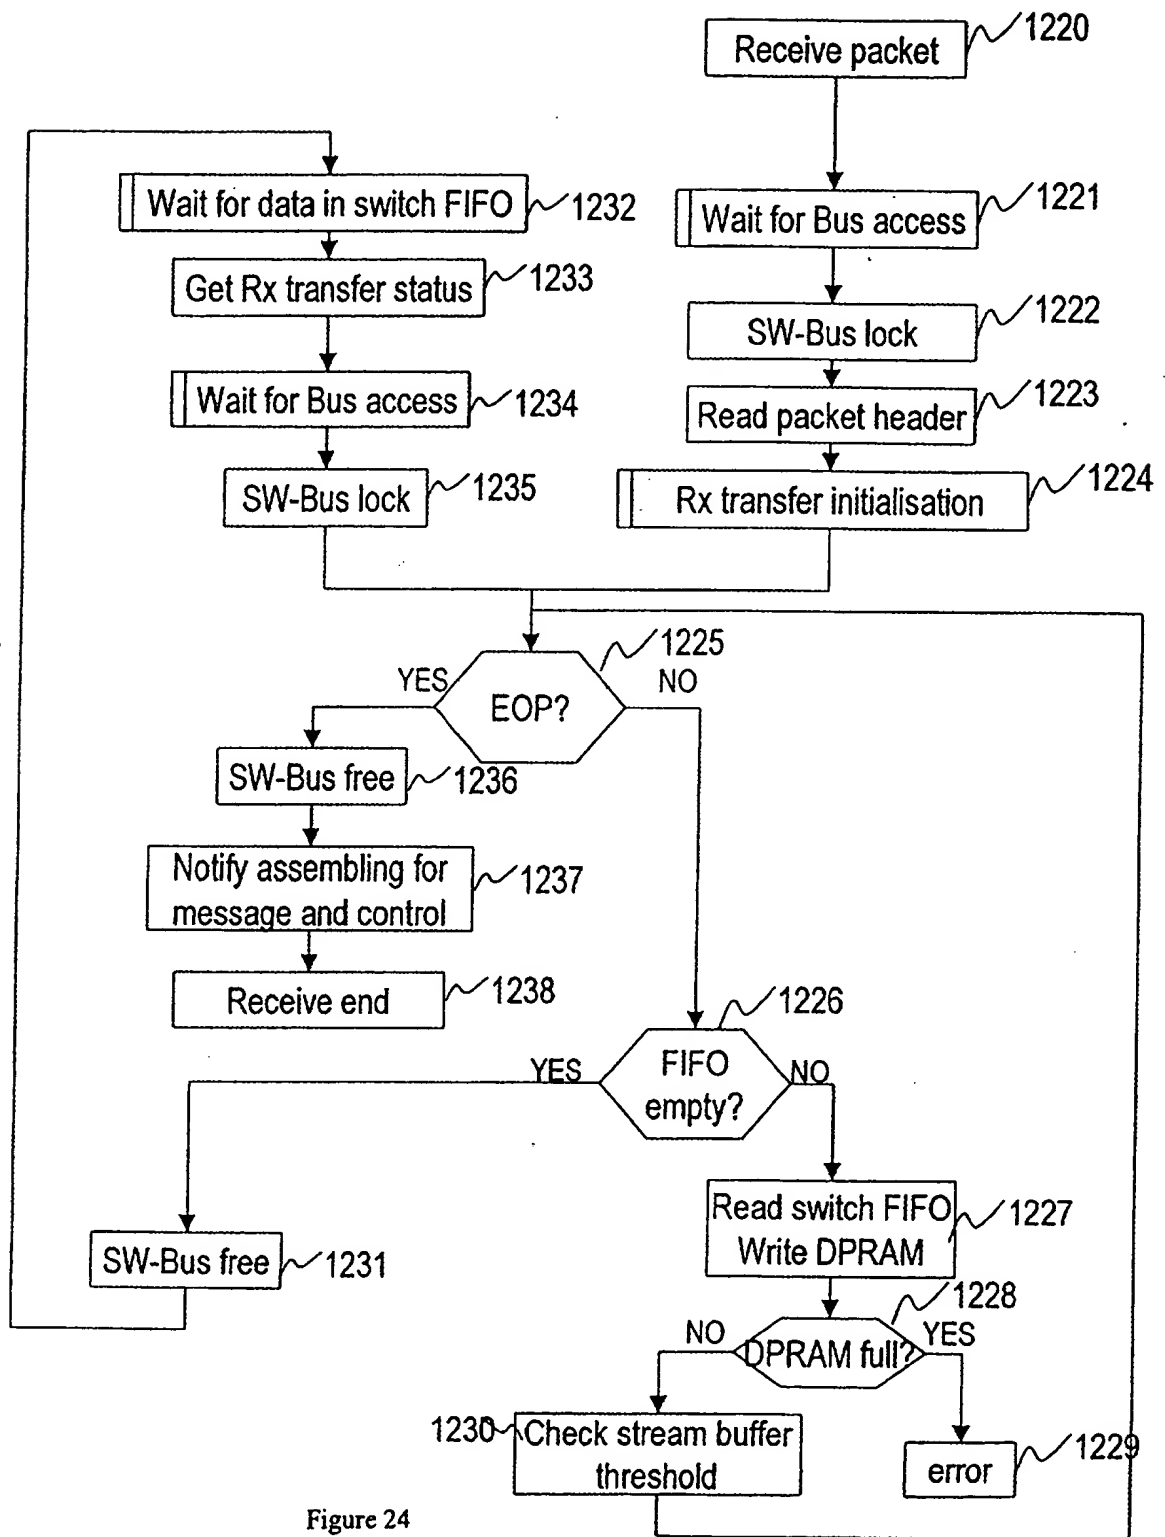 Receive packet
1220
Wait for data in switch FIFO
1232
Wait for Bus access
1221
Get Rx transfer status
1233
SW-Bus lock
1222
Wait for Bus access
1234
Read packet header
1223
SW-Bus lock
1235
Rx transfer initialisation
1224
EOP?
1225
YES
NO
SW-Bus free
1236
Notify assembling for
message and control
1237
Receive end
1238
FIFO
empty?
1226
YES
NO
Read switch FIFO
Write DPRAM
1227
SW-Bus free
1231
DPRAM full?
1228
NO
YES
1230
Check stream buffer
threshold
error
1229
Figure 24